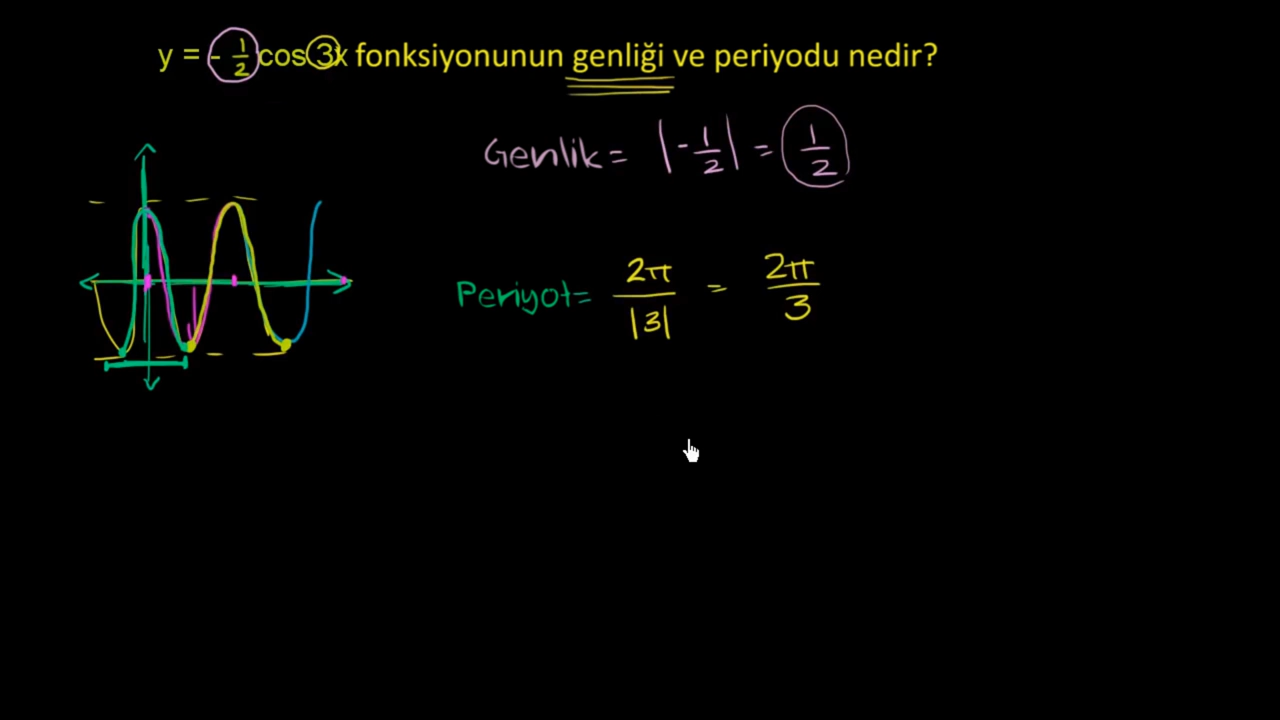 y = - 1/2 cos 3x fonksiyonunun genliği ve periyodu nedir?
Genlik = |- 1/2| = 1/2
Periyot = 2π/|3| = 2π/3